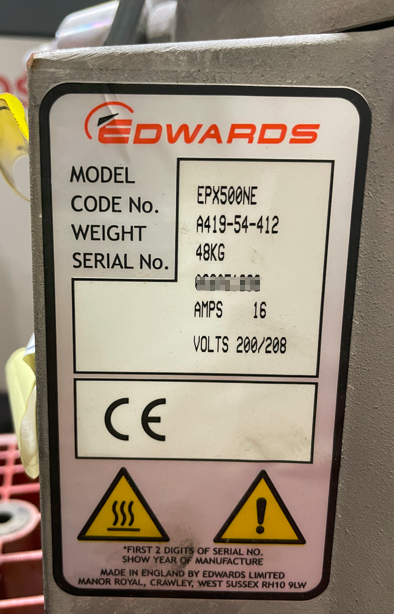 EDWARDS
MODEL EPX500NE
CODE No. A419-54-412
WEIGHT 48KG
SERIAL No.
AMPS 16
VOLTS 200/208
CE
*FIRST 2 DIGITS OF SERIAL NO.
SHOW YEAR OF MANUFACTURE
MADE IN ENGLAND BY EDWARDS LIMITED
MANOR ROYAL, CRAWLEY, WEST SUSSEX RH10 9LW